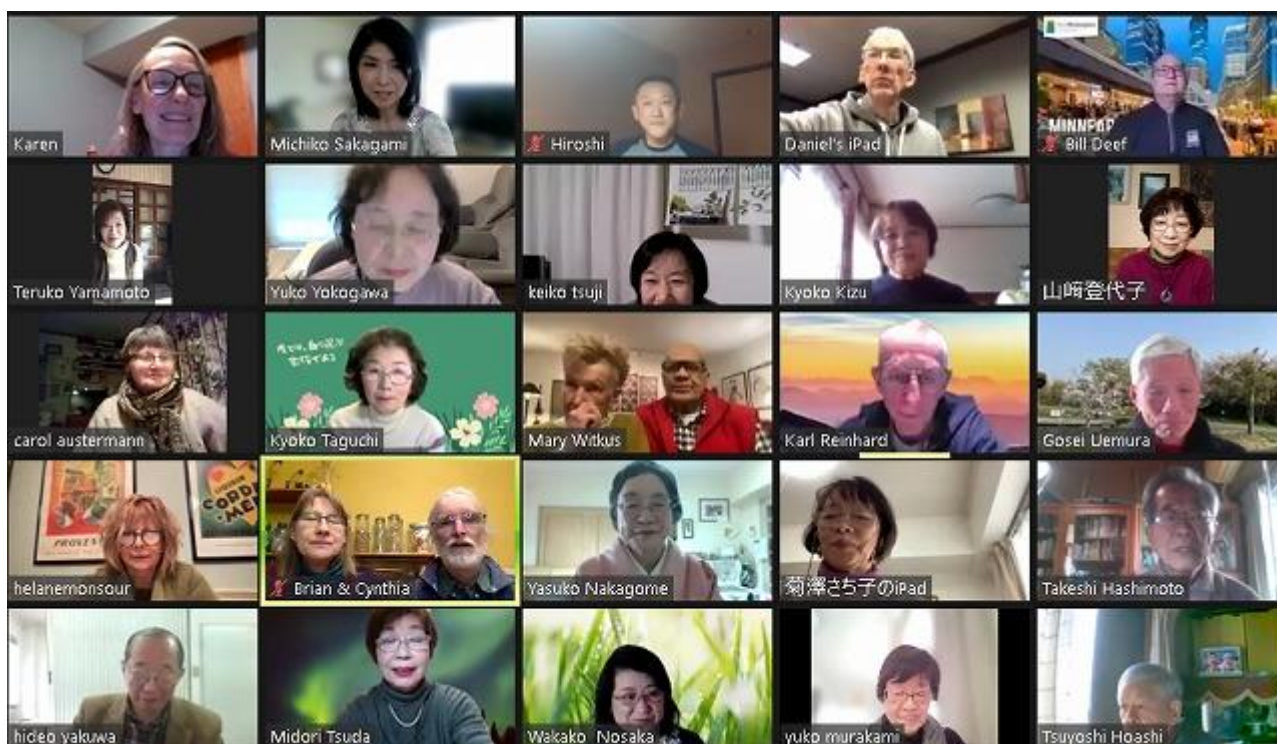 Karen
Michiko Sakagami
Hiroshi
Daniel's iPad
MINNEAP
Bill Deef
Teruko Yamamoto
Yuko Yokogawa
keiko tsuji
Kyoko Kizu
山﨑登代子
carol austermann
Kyoko Taguchi
Mary Witkus
Karl Reinhard
Gosei Uemura
helanemonsour
Brian & Cynthia
Yasuko Nakagome
菊澤さち子のiPad
Takeshi Hashimoto
hideo yakuwa
Midori Tsuda
Wakako Nosaka
yuko murakami
Tsuyoshi Hoashi